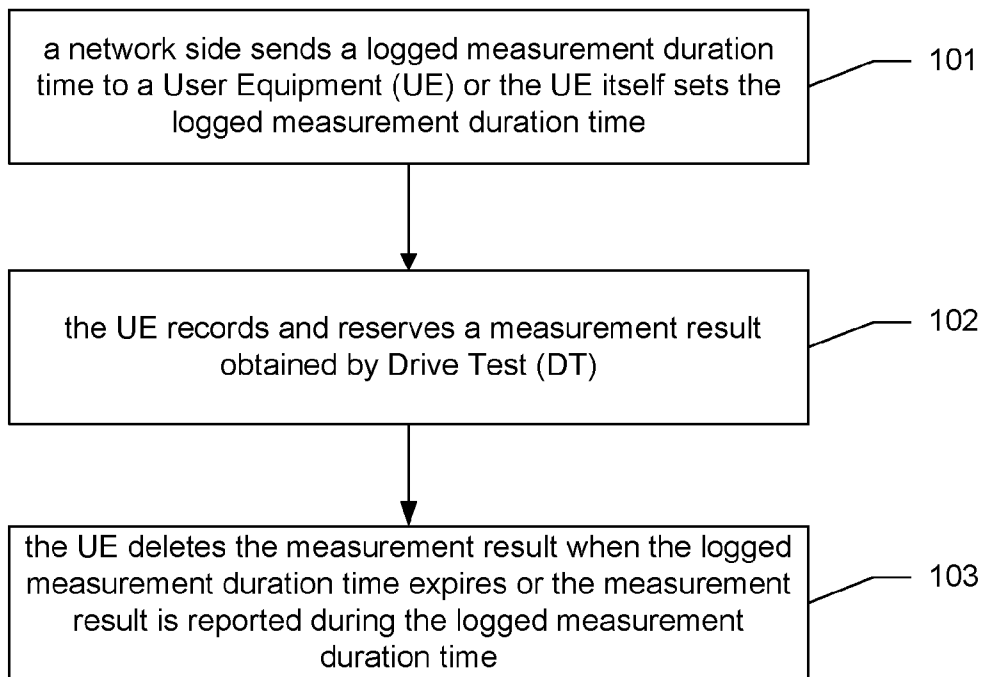 a network side sends a logged measurement duration
time to a User Equipment (UE) or the UE itself sets the
logged measurement duration time
101
the UE records and reserves a measurement result
obtained by Drive Test (DT)
102
the UE deletes the measurement result when the logged
measurement duration time expires or the measurement
result is reported during the logged measurement
duration time
103